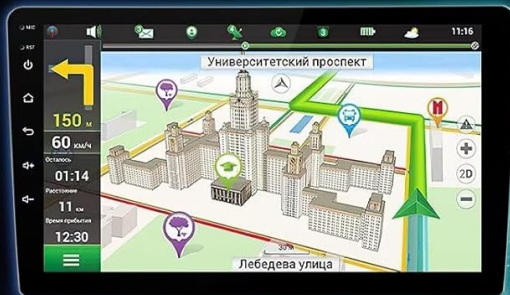 MIC
RST
11:16
Университетский проспект
150 м
60 км/ч
Осталось
01:14
Расстояние
11 км
Время прибытия
12:30
2D
Лебедева улица